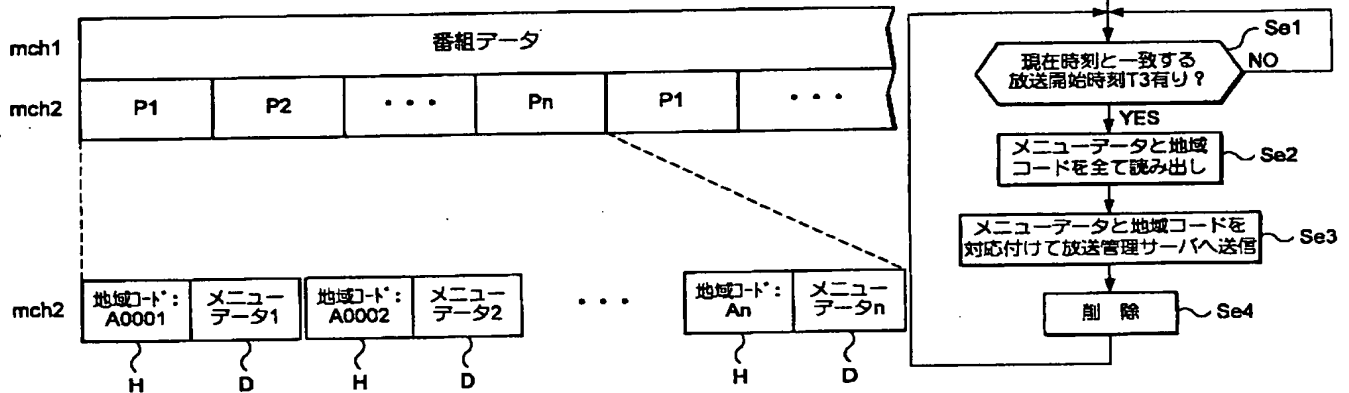 mch1
番組データ
mch2
P1
P2
・・・
Pn
P1
・・・
mch2
地域コード:
A0001
メニュー
データ1
地域コード:
A0002
メニュー
データ2
・・・
地域コード:
An
メニュー
データn
H
D
H
D
H
D
現在時刻と一致する
放送開始時刻T3有り?
Se1
NO
YES
メニューデータと地域
コードを全て読み出し
Se2
メニューデータと地域コードを
対応付けて放送管理サーバへ送信
Se3
削 除
Se4